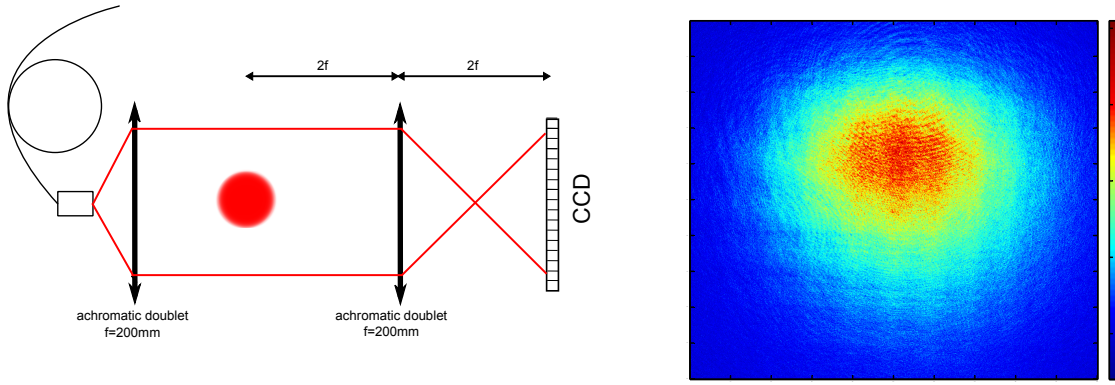 2f
2f
CCD
achromatic doublet
f=200mm
achromatic doublet
f=200mm